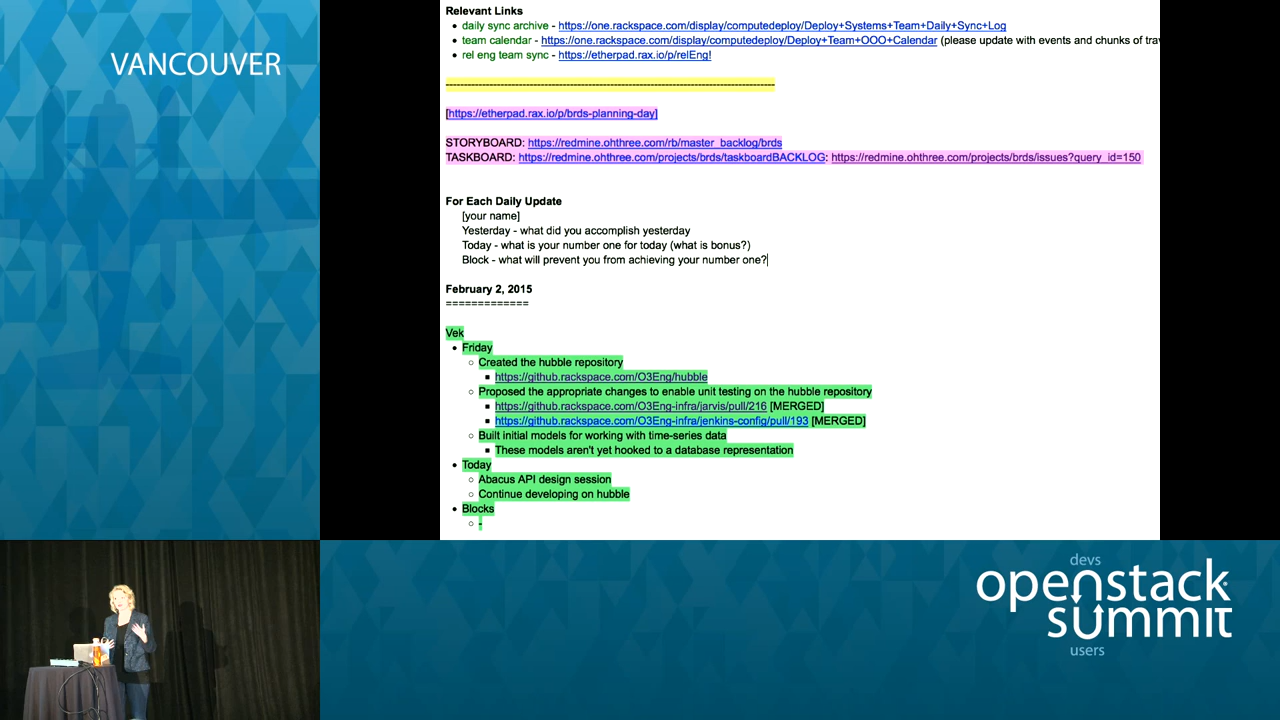 VANCOUVER
Relevant Links
• daily sync archive - https://one.rackspace.com/display/computedeploy/Deploy+Systems+Team+Daily+Sync+Log
• team calendar - https://one.rackspace.com/display/computedeploy/Deploy+Team+OOO+Calendar (please update with events and chunks of trav
• rel eng team sync - https://etherpad.rax.io/p/relEng!
[https://etherpad.rax.io/p/brds-planning-day]
STORYBOARD: https://redmine.ohthree.com/rb/master_backlog/brds
TASKBOARD: https://redmine.ohthree.com/projects/brds/taskboardBACKLOG: https://redmine.ohthree.com/projects/brds/issues?query_id=150
For Each Daily Update
[your name]
Yesterday - what did you accomplish yesterday
Today - what is your number one for today (what is bonus?)
Block - what will prevent you from achieving your number one?
February 2, 2015
=============
Vek
• Friday
○ Created the hubble repository
▪ https://github.rackspace.com/O3Eng/hubble
○ Proposed the appropriate changes to enable unit testing on the hubble repository
▪ https://github.rackspace.com/O3Eng-infra/jarvis/pull/216 [MERGED]
▪ https://github.rackspace.com/O3Eng-infra/jenkins-config/pull/193 [MERGED]
○ Built initial models for working with time-series data
▪ These models aren't yet hooked to a database representation
• Today
○ Abacus API design session
○ Continue developing on hubble
• Blocks
○ -
devs
openstack
summit
users